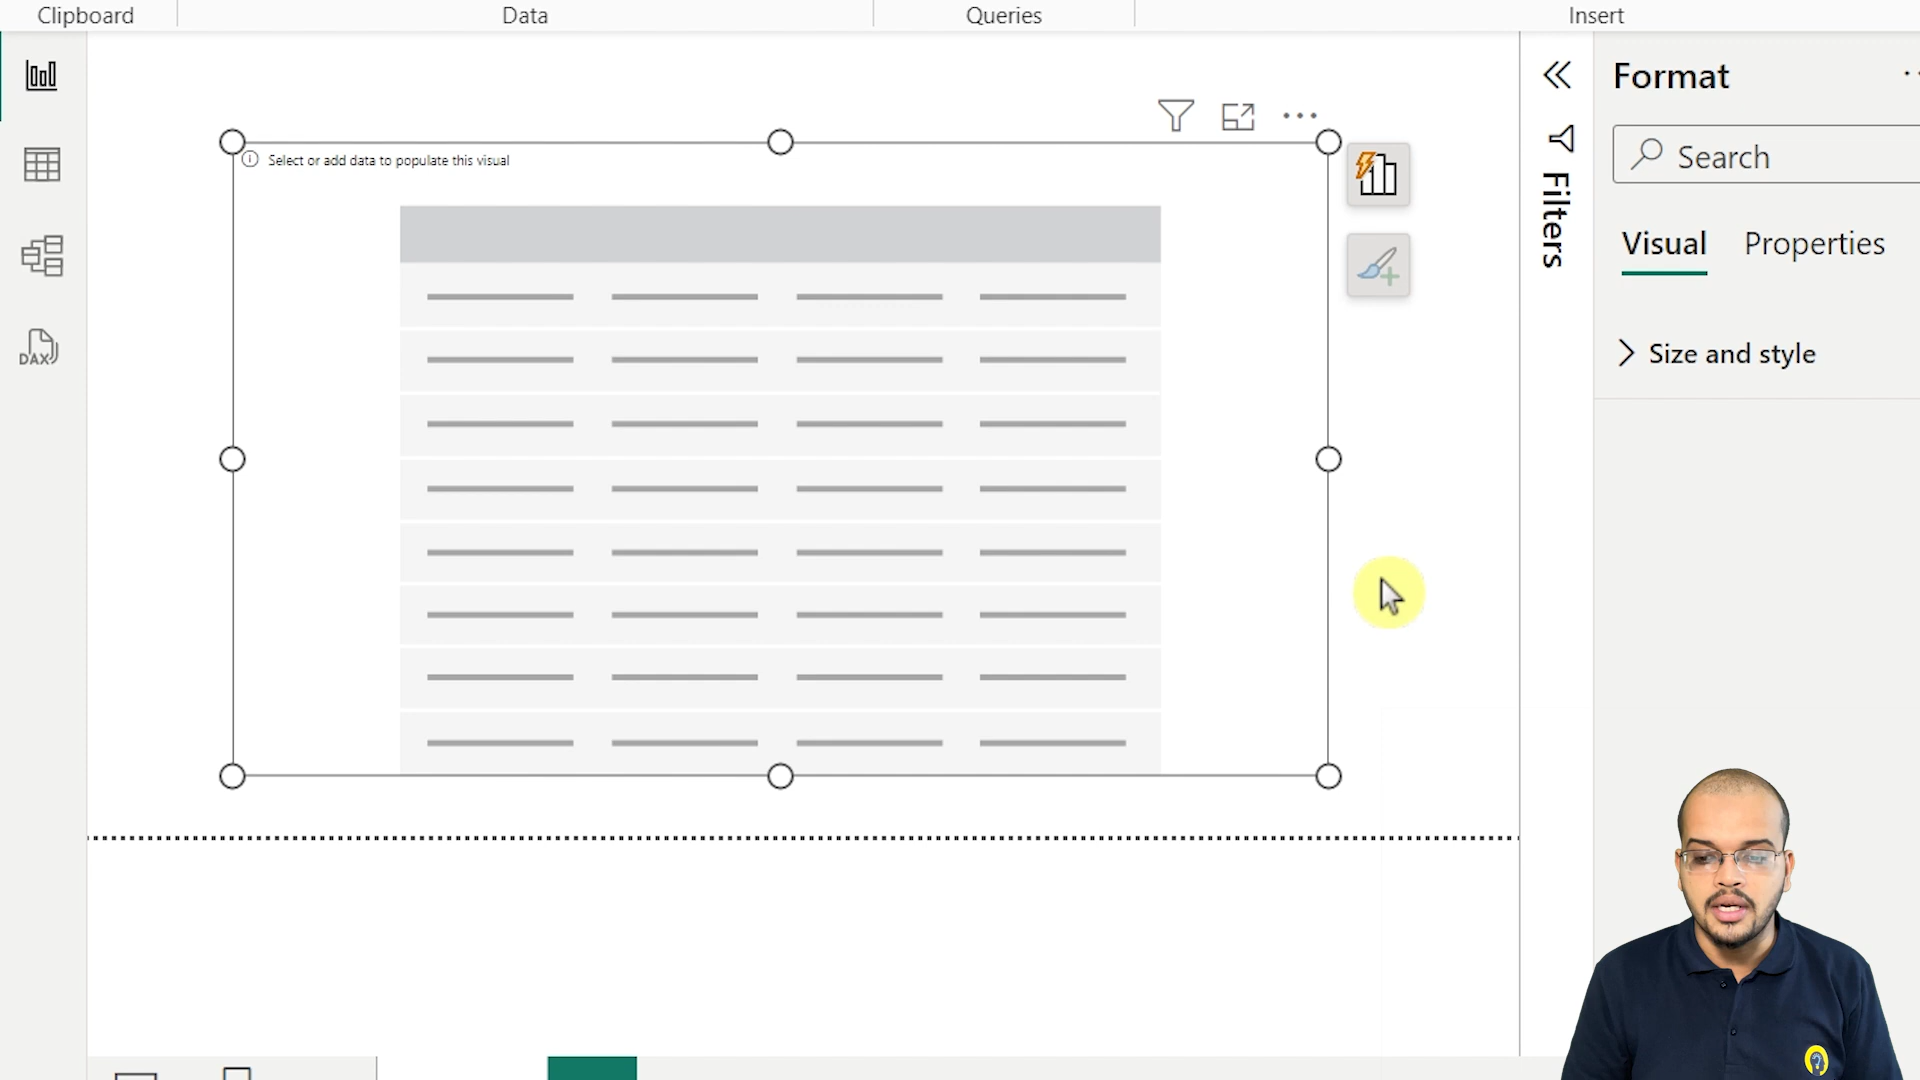 Clipboard
Data
Queries
Insert
Format
Search
Visual
Properties
Size and style
Filters
Select or add data to populate this visual
DAX